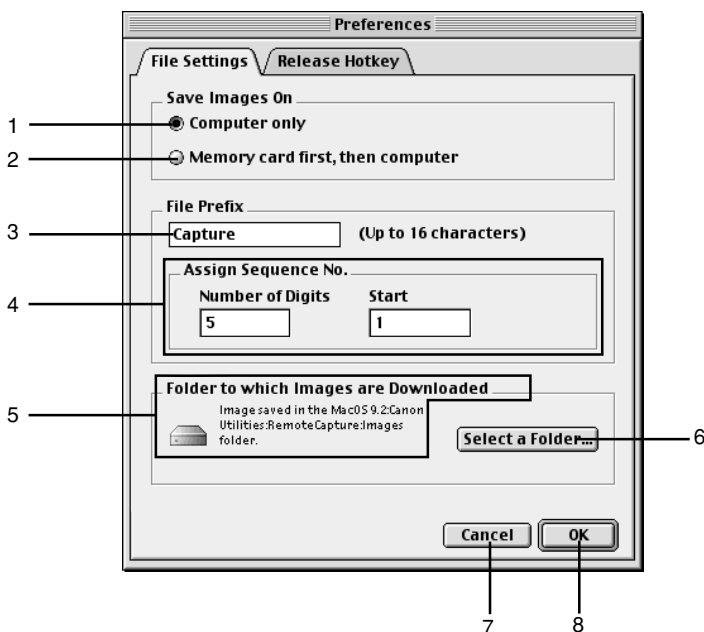 Preferences
File Settings Release Hotkey
Save Images On
1 Computer only
2 Memory card first, then computer
File Prefix
3 Capture (Up to 16 characters)
Assign Sequence No.
4 Number of Digits Start
5 1
Folder to which Images are Downloaded
5 Image saved in the MacOS 9.2:Canon
Utilities:RemoteCapture:Images
folder.
Select a Folder... 6
Cancel OK
7 8